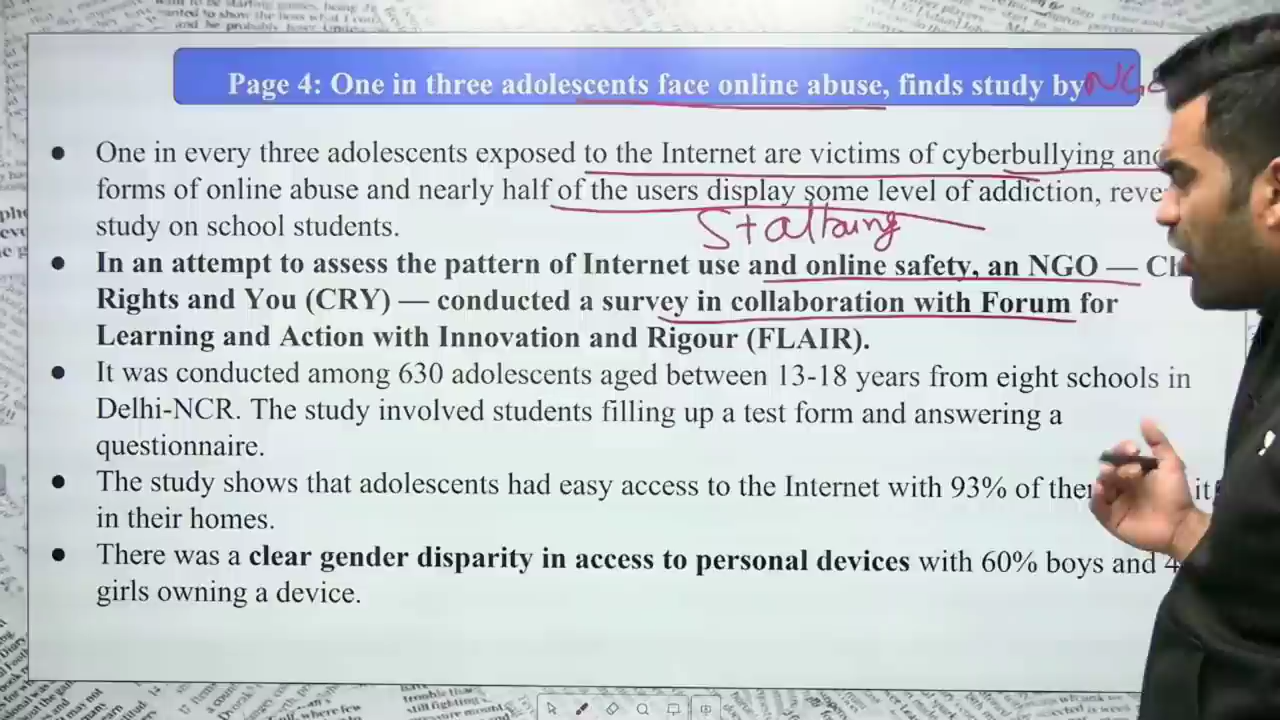 Page 4: One in three adolescents face online abuse, finds study by NGO
● One in every three adolescents exposed to the Internet are victims of cyberbullying and
forms of online abuse and nearly half of the users display some level of addiction,
study on school students.
Stalking
● In an attempt to assess the pattern of Internet use and online safety, an NGO —
Rights and You (CRY) — conducted a survey in collaboration with Forum for
Learning and Action with Innovation and Rigour (FLAIR).
● It was conducted among 630 adolescents aged between 13-18 years from eight schools in
Delhi-NCR. The study involved students filling up a test form and answering a
questionnaire.
● The study shows that adolescents had easy access to the Internet with 93% of it
in their homes.
● There was a clear gender disparity in access to personal devices with 60% boys and
girls owning a device.